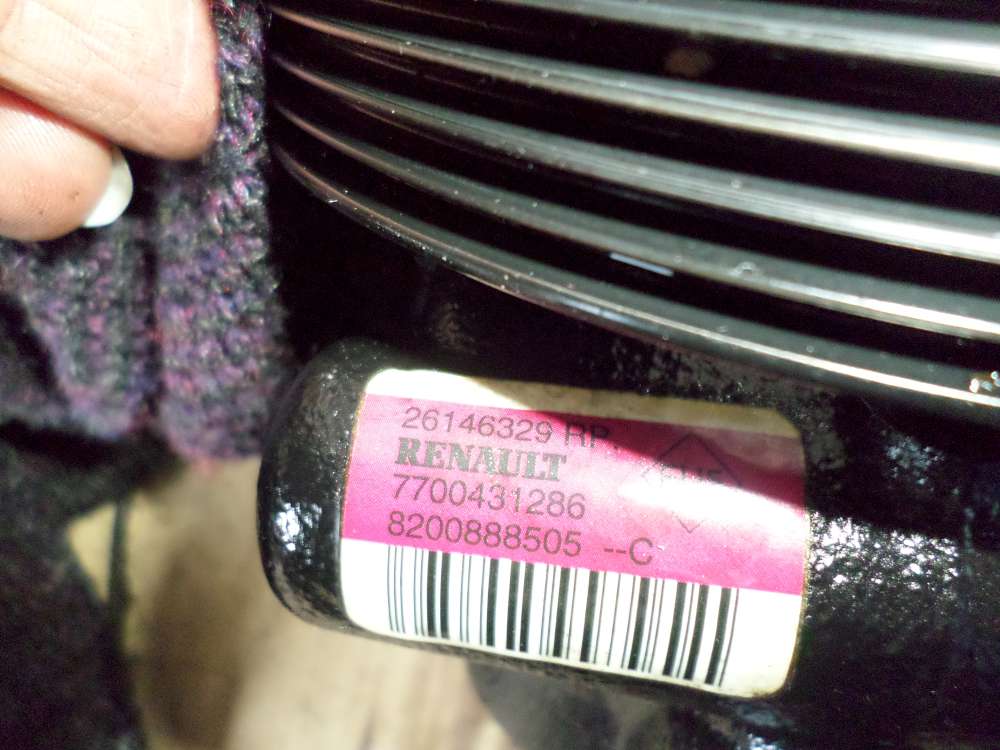 26146329 RP
RENAULT
7700431286
8200888505 --C